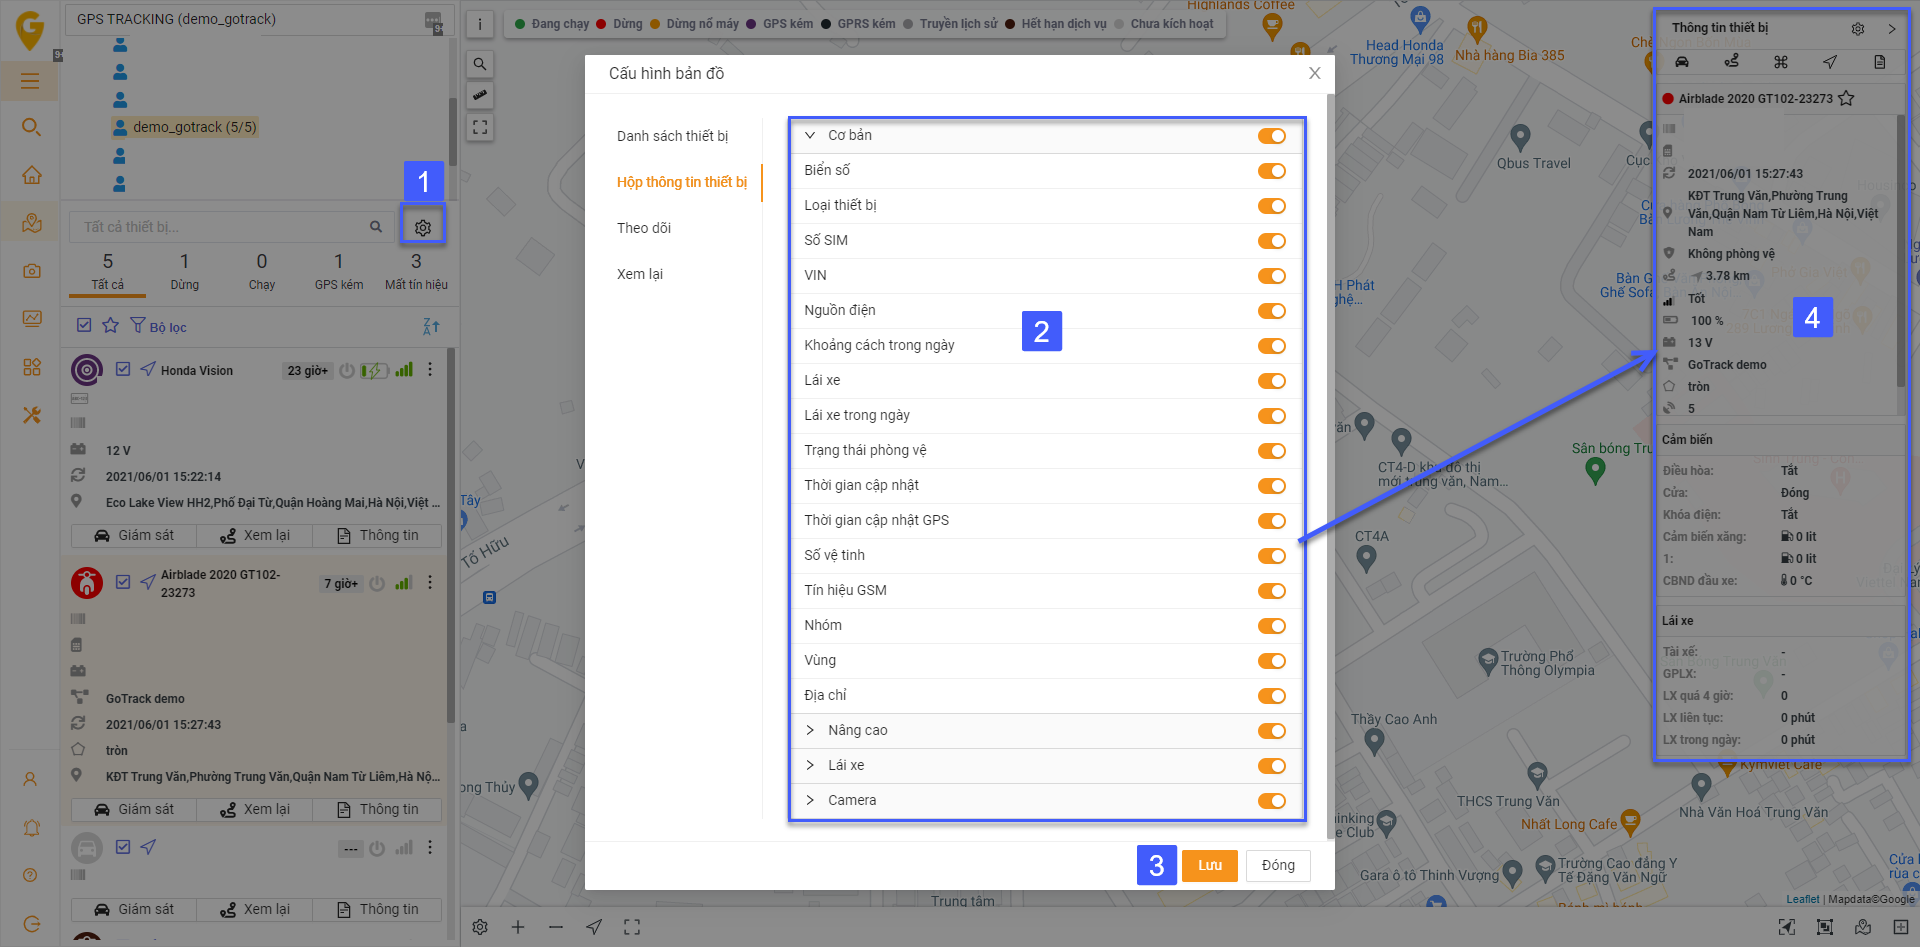 GPS TRACKING (demo_gotrack)
9+
9+
demo_gotrack (5/5)
1
Tất cả thiết bị...
5
1
0
1
3
Tất cả
Dừng
Chạy
GPS kém
Mất tín hiệu
Bộ lọc
Honda Vision
23 giờ+
12 V
2021/06/01 15:22:14
Eco Lake View HH2,Phố Đại Từ,Quận Hoàng Mai,Hà Nội,Việt ...
Giám sát
Xem lại
Thông tin
Airblade 2020 GT102-
23273
7 giờ+
GoTrack demo
2021/06/01 15:27:43
tròn
KĐT Trung Văn,Phường Trung Văn,Quận Nam Từ Liêm,Hà Nộ...
Giám sát
Xem lại
Thông tin
---
Giám sát
Xem lại
Thông tin
i
Đang chạy
Dừng
Dừng nổ máy
GPS kém
GPRS kém
Truyền lịch sử
Hết hạn dịch vụ
Chưa kích hoạt
Cấu hình bản đồ
Danh sách thiết bị
Hộp thông tin thiết bị
Theo dõi
Xem lại
Cơ bản
Biển số
Loại thiết bị
Số SIM
VIN
Nguồn điện
2
Khoảng cách trong ngày
Lái xe
Lái xe trong ngày
Trạng thái phòng vệ
Thời gian cập nhật
Thời gian cập nhật GPS
Số vệ tinh
Tín hiệu GSM
Nhóm
Vùng
Địa chỉ
Nâng cao
Lái xe
Camera
3
Lưu
Đóng
Highlands Coffee
Head Honda
Thương Mại 98
Nhà hàng Bia 385
Qbus Travel
Sân bóng Tru
CT4-D khu đô thị
mới trung văn, Nam...
CT4A
Tố Hữu
Trường Phổ
Thông Olympia
Thầy Cao Anh
THCS Trung Văn
Nhất Long Cafe
Kymviet Cafe
Nhà Văn Hoá Trung Văn
Trường Cao đẳng Y
Tế Đặng Văn Ngữ
Gara ô tô Thinh Vượng
Trung tâm
Leaflet | Mapdata©Google
Thông tin thiết bị
Airblade 2020 GT102-23273
2021/06/01 15:27:43
KĐT Trung Văn,Phường Trung
Văn,Quận Nam Từ Liêm,Hà Nội,Việt
Nam
Không phòng vệ
3.78 km
Tốt
4
100 %
13 V
GoTrack demo
tròn
5
Cảm biến
Điều hòa: Tắt
Cửa: Đóng
Khóa điện: Tắt
Cảm biến xăng: 0 lit
1: 0 lit
CBND đầu xe: 0 °C
Lái xe
Tài xế: -
GPLX: -
LX quá 4 giờ: 0
LX liên tục: 0 phút
LX trong ngày: 0 phút